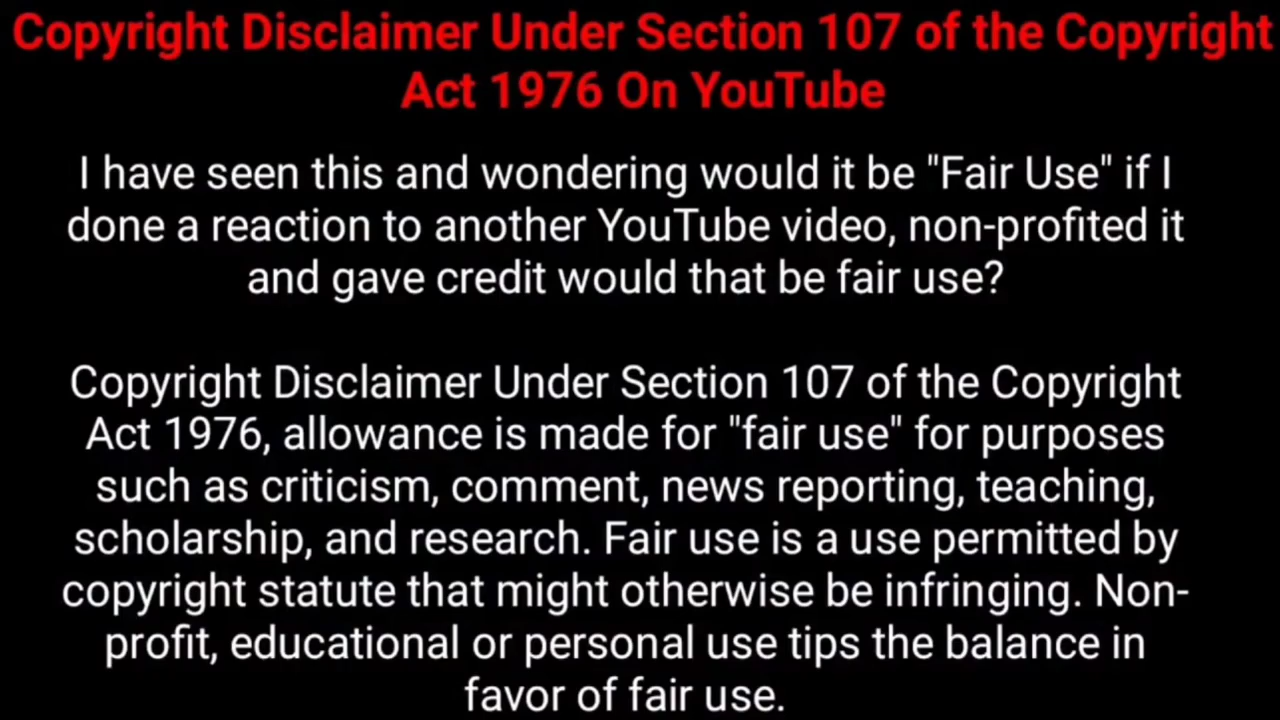 Copyright Disclaimer Under Section 107 of the Copyright
Act 1976 On YouTube
I have seen this and wondering would it be "Fair Use" if I
done a reaction to another YouTube video, non-profited it
and gave credit would that be fair use?
Copyright Disclaimer Under Section 107 of the Copyright
Act 1976, allowance is made for "fair use" for purposes
such as criticism, comment, news reporting, teaching,
scholarship, and research. Fair use is a use permitted by
copyright statute that might otherwise be infringing. Non-
profit, educational or personal use tips the balance in
favor of fair use.